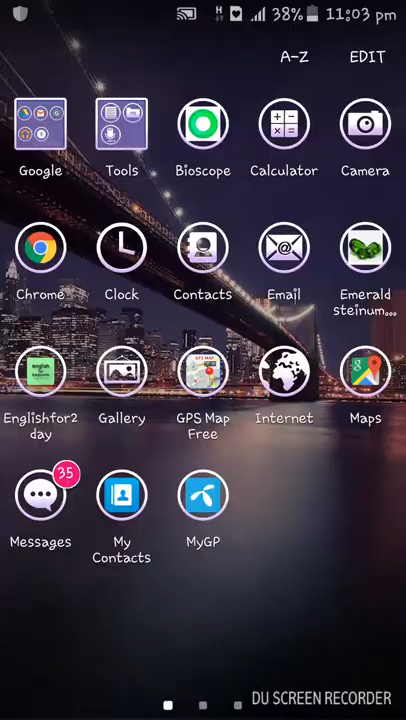 H 38% 11:03 pm
A-Z EDIT
Google Tools Bioscope Calculator Camera
Chrome Clock Contacts Email Emerald
steinum...
Englishfor2 Gallery GPS Map Internet Maps
day Free
35
Messages My MyGP
Contacts
DU SCREEN RECORDER